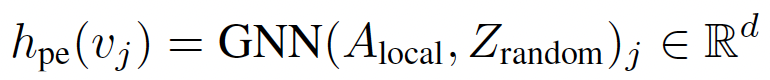 h_pe(v_j) = GNN(A_local, Z_random)_j ∈ ℝ^d